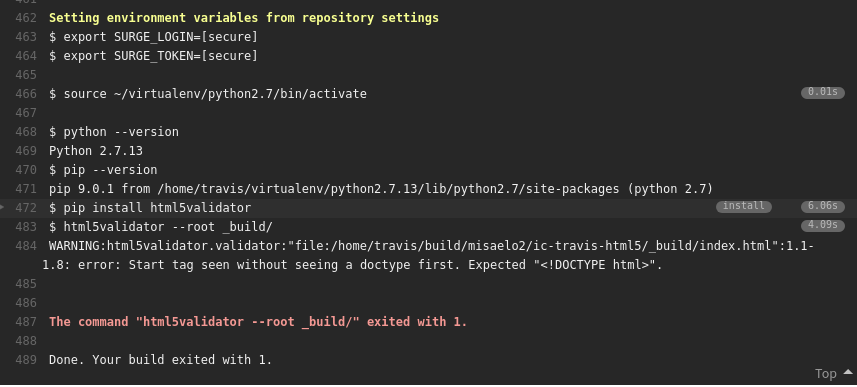 461
462 Setting environment variables from repository settings
463 $ export SURGE_LOGIN=[secure]
464 $ export SURGE_TOKEN=[secure]
465
466 $ source ~/virtualenv/python2.7/bin/activate 0.01s
467
468 $ python --version
469 Python 2.7.13
470 $ pip --version
471 pip 9.0.1 from /home/travis/virtualenv/python2.7.13/lib/python2.7/site-packages (python 2.7)
472 $ pip install html5validator install 6.06s
483 $ html5validator --root _build/ 4.09s
484 WARNING:html5validator.validator:"file:/home/travis/build/misaelo2/ic-travis-html5/_build/index.html":1.1-
1.8: error: Start tag seen without seeing a doctype first. Expected "<!DOCTYPE html>".
485
486
487 The command "html5validator --root _build/" exited with 1.
488
489 Done. Your build exited with 1.
Top